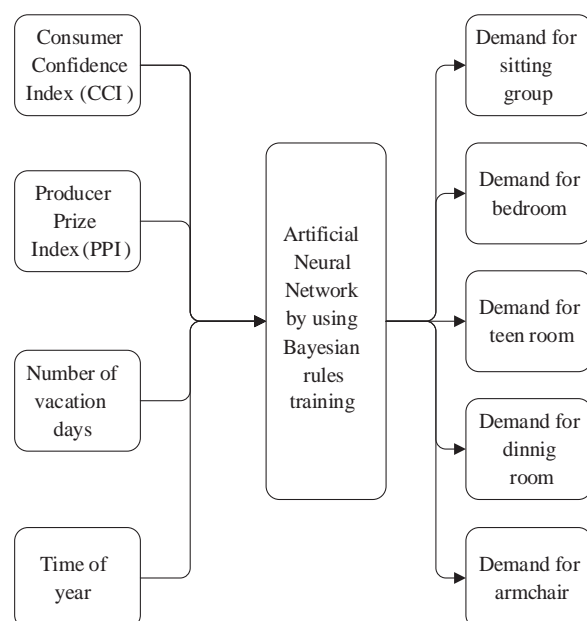 Consumer
Confidence
Index (CCI)
Producer
Prize
Index (PPI)
Number of
vacation
days
Time of
year
Artificial
Neural
Network
by using
Bayesian
rules
training
Demand for
sitting
group
Demand for
bedroom
Demand for
teen room
Demand for
dinnig
room
Demand for
armchair